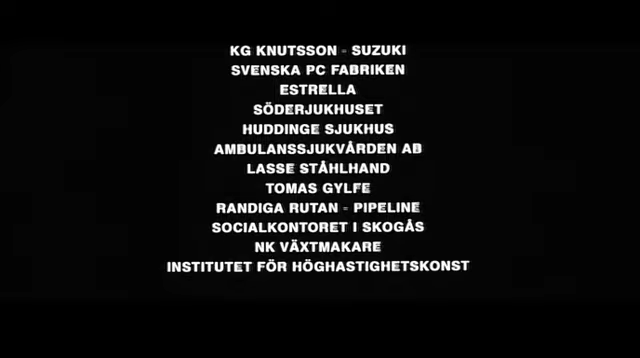 KG KNUTSSON - SUZUKI
SVENSKA PC FABRIKEN
ESTRELLA
SÖDERJUKHUSET
HUDDINGE SJUKHUS
AMBULANSSJUKVÅRDEN AB
LASSE STÅHLHAND
TOMAS GYLFE
RANDIGA RUTAN - PIPELINE
SOCIALKONTORET I SKOGÅS
NK VÄXTMAKARE
INSTITUTET FÖR HÖGHASTIGHETSKONST